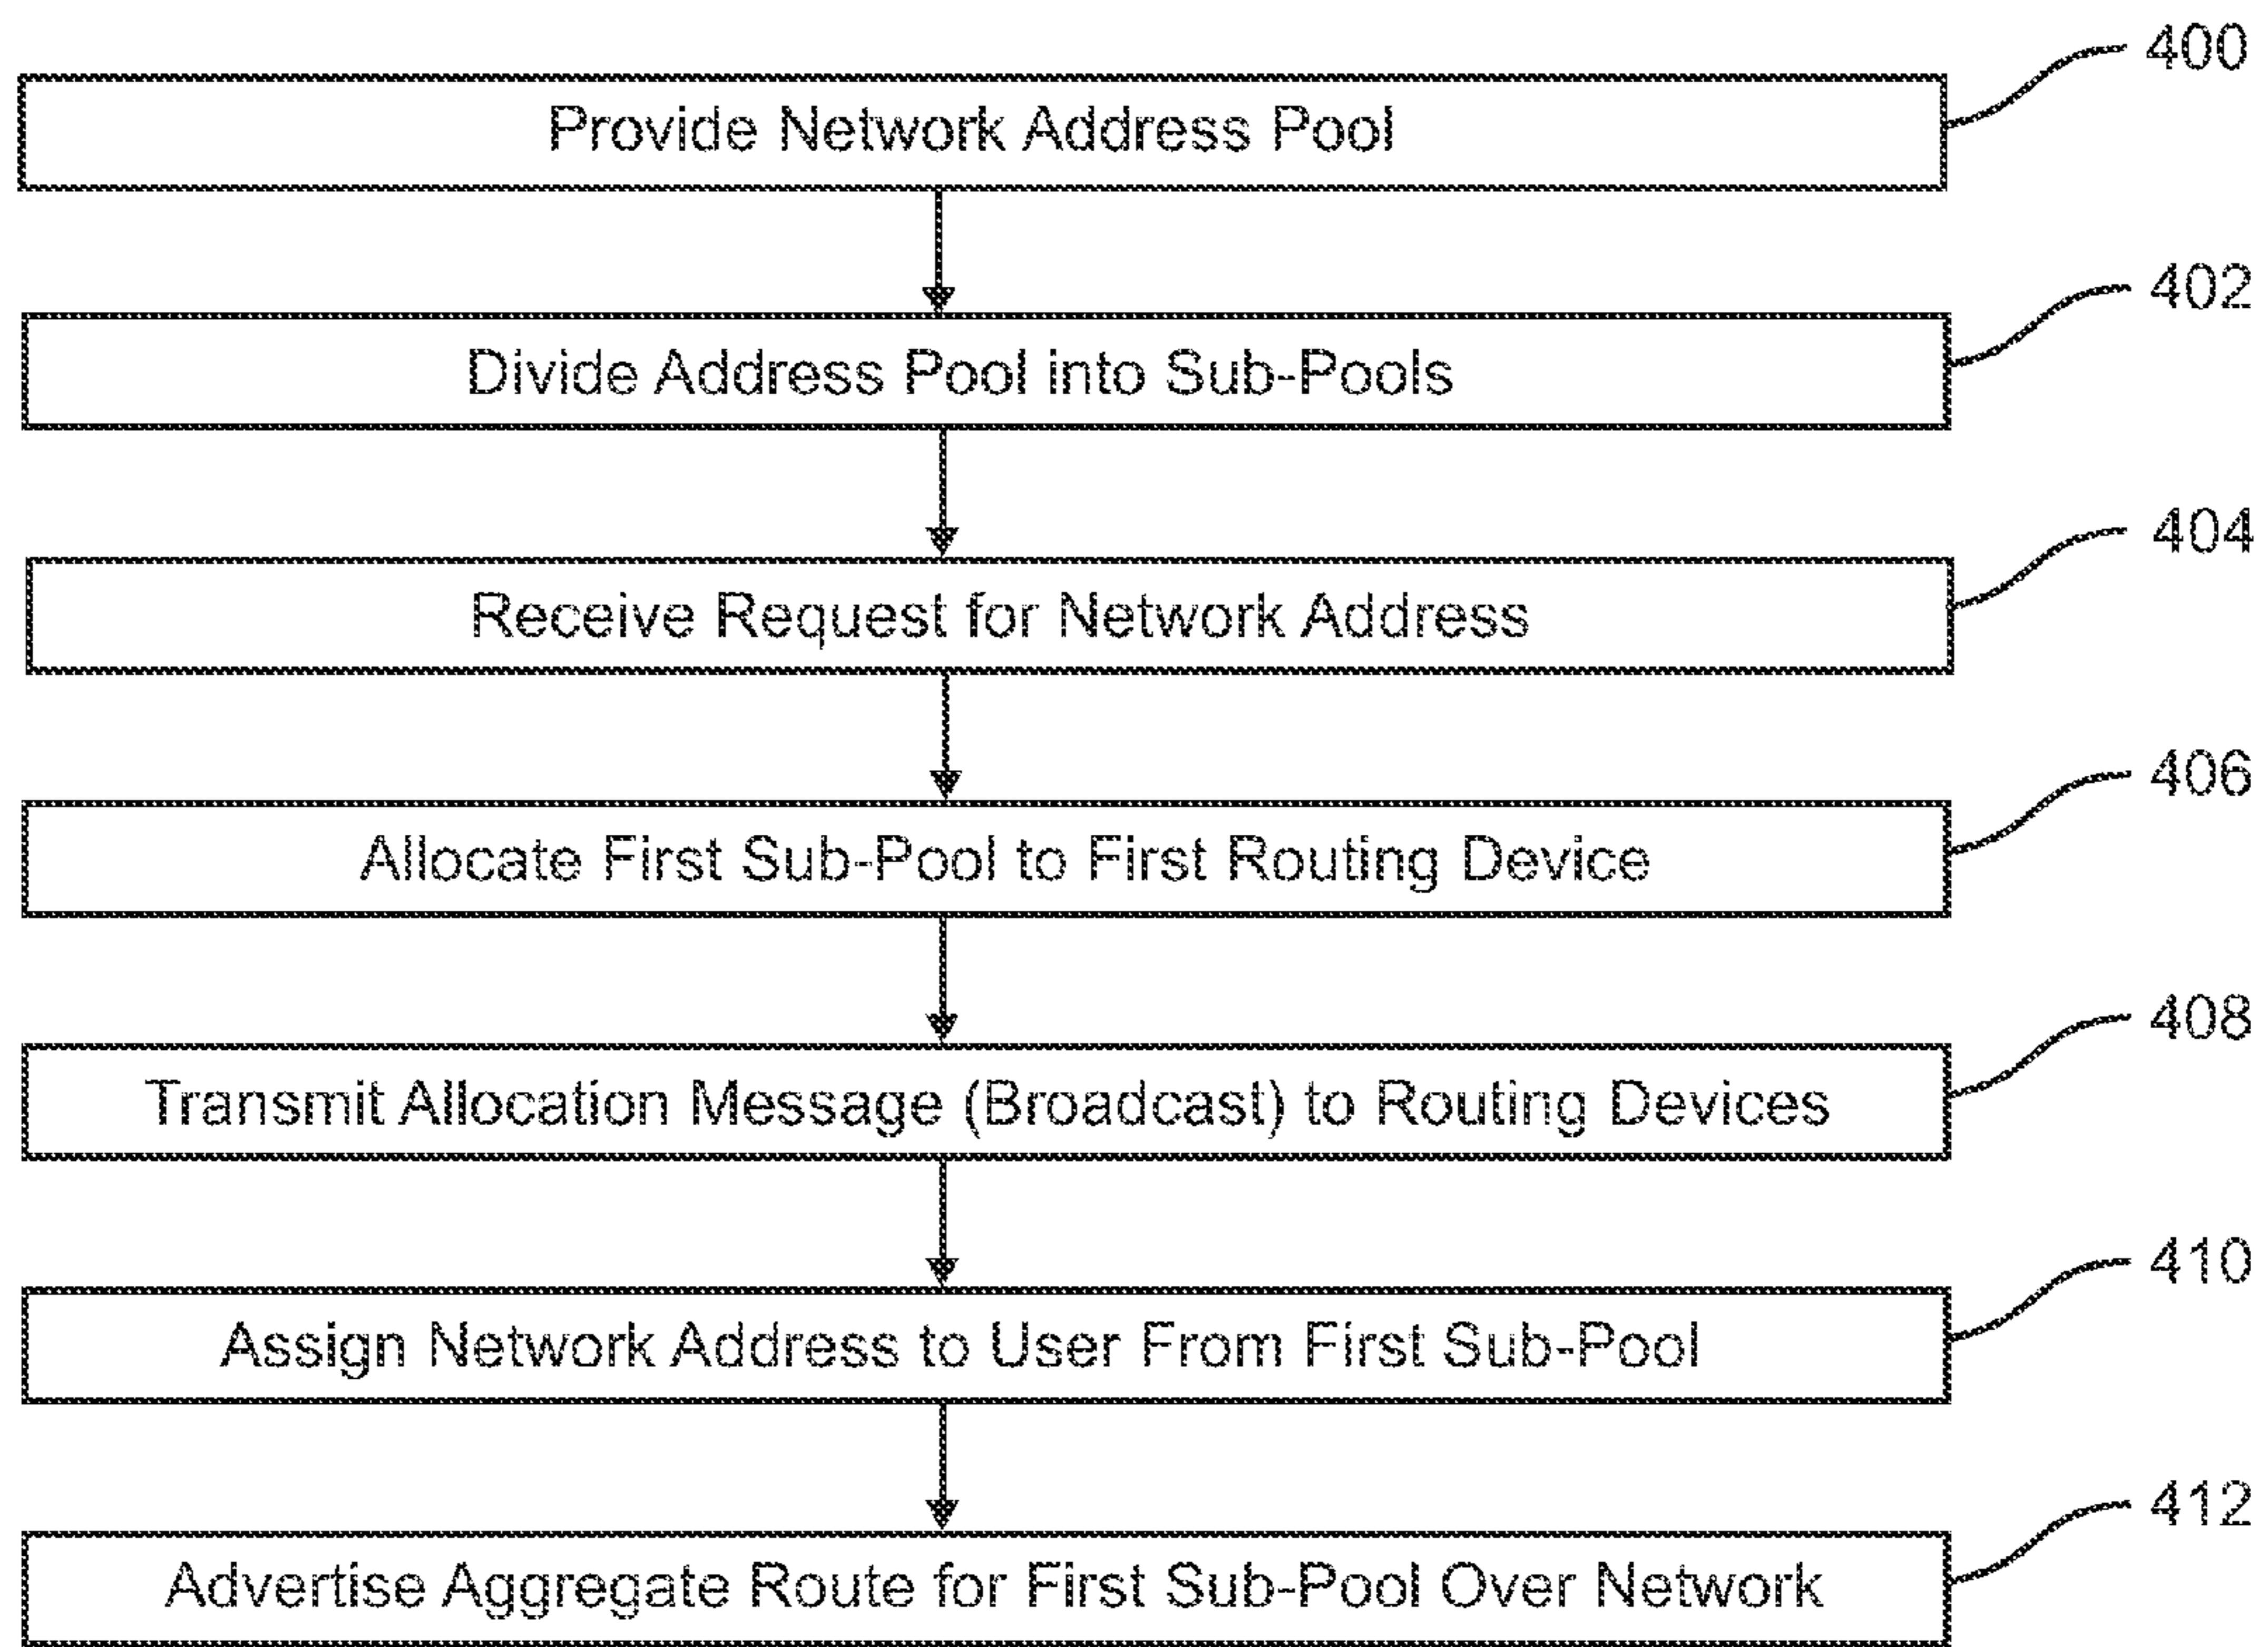 400
Provide Network Address Pool
402
Divide Address Pool into Sub-Pools
404
Receive Request for Network Address
406
Allocate First Sub-Pool to First Routing Device
408
Transmit Allocation Message (Broadcast) to Routing Devices
410
Assign Network Address to User From First Sub-Pool
412
Advertise Aggregate Route for First Sub-Pool Over Network